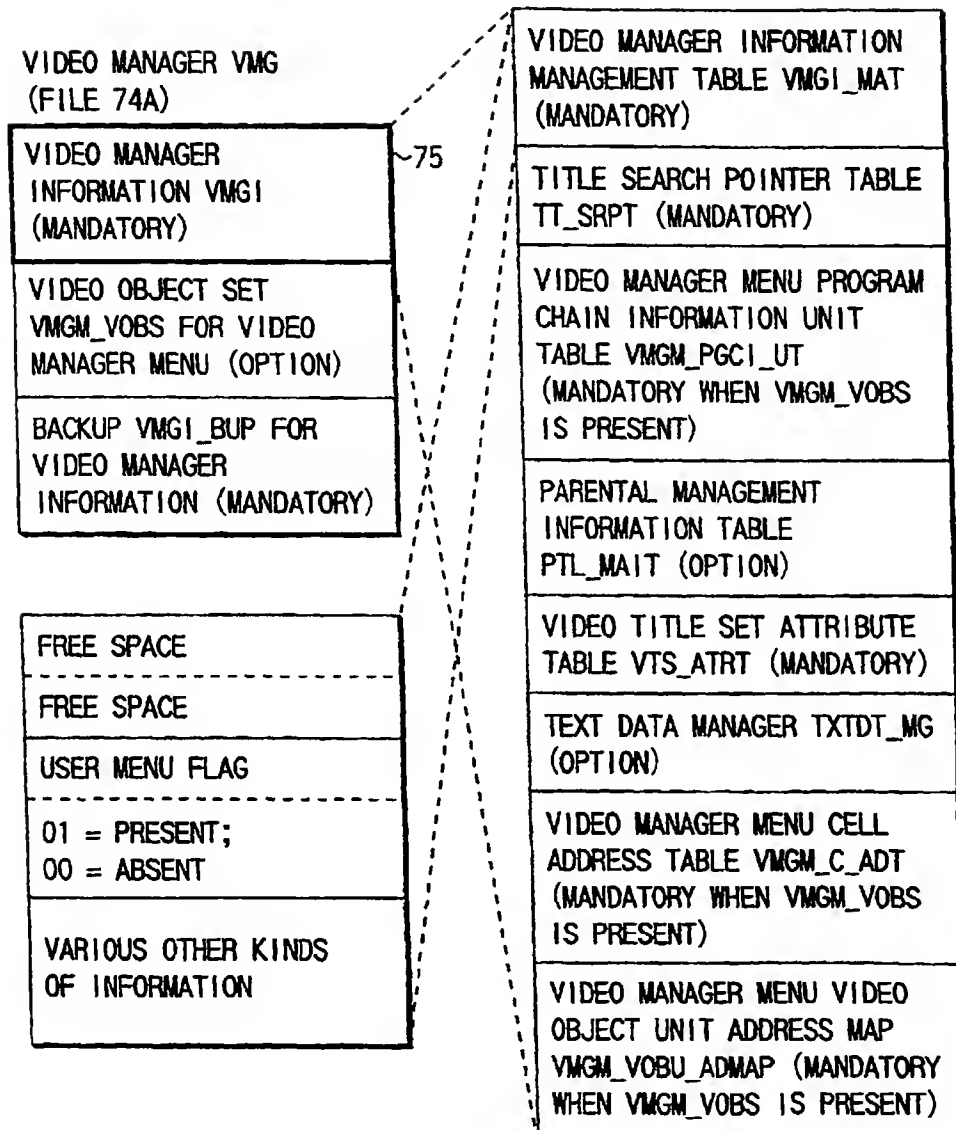 VIDEO MANAGER VMG
(FILE 74A)
VIDEO MANAGER
INFORMATION VMGI
(MANDATORY)
75
VIDEO OBJECT SET
VMGM_VOBS FOR VIDEO
MANAGER MENU (OPTION)
BACKUP VMGI_BUP FOR
VIDEO MANAGER
INFORMATION (MANDATORY)
FREE SPACE
FREE SPACE
USER MENU FLAG
01 = PRESENT;
00 = ABSENT
VARIOUS OTHER KINDS
OF INFORMATION
VIDEO MANAGER INFORMATION
MANAGEMENT TABLE VMGI_MAT
(MANDATORY)
TITLE SEARCH POINTER TABLE
TT_SRPT (MANDATORY)
VIDEO MANAGER MENU PROGRAM
CHAIN INFORMATION UNIT
TABLE VMGM_PGCI_UT
(MANDATORY WHEN VMGM_VOBS
IS PRESENT)
PARENTAL MANAGEMENT
INFORMATION TABLE
PTL_MAIT (OPTION)
VIDEO TITLE SET ATTRIBUTE
TABLE VTS_ATRT (MANDATORY)
TEXT DATA MANAGER TXTDT_MG
(OPTION)
VIDEO MANAGER MENU CELL
ADDRESS TABLE VMGM_C_ADT
(MANDATORY WHEN VMGM_VOBS
IS PRESENT)
VIDEO MANAGER MENU VIDEO
OBJECT UNIT ADDRESS MAP
VMGM_VOBU_ADMAP (MANDATORY
WHEN VMGM_VOBS IS PRESENT)